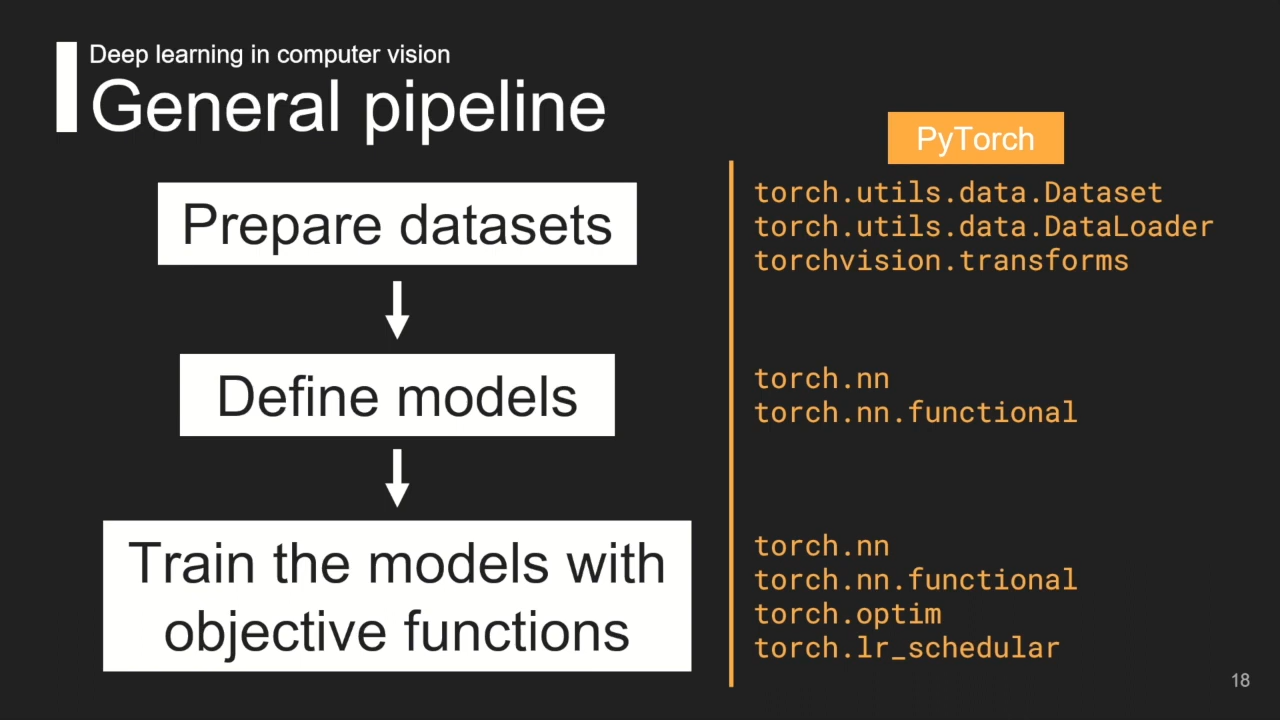 Deep learning in computer vision
General pipeline
PyTorch
Prepare datasets
torch.utils.data.Dataset
torch.utils.data.DataLoader
torchvision.transforms
Define models
torch.nn
torch.nn.functional
Train the models with
objective functions
torch.nn
torch.nn.functional
torch.optim
torch.lr_schedular
18